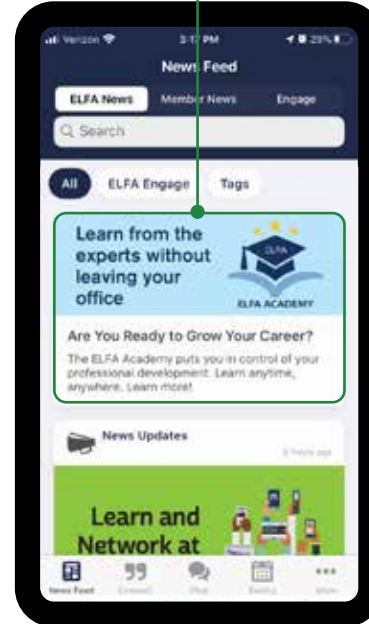 Verizon 3:17 PM 29%
News Feed
ELFA News Member News Engage
Search
All ELFA Engage Tags
Learn from the
experts without
leaving your
office
ELFA
ELFA ACADEMY
Are You Ready to Grow Your Career?
The ELFA Academy puts you in control of your
professional development. Learn anytime,
anywhere. Learn more!
News Updates
hours ago
Learn and
Network at
News Feed Connect Chat Events More